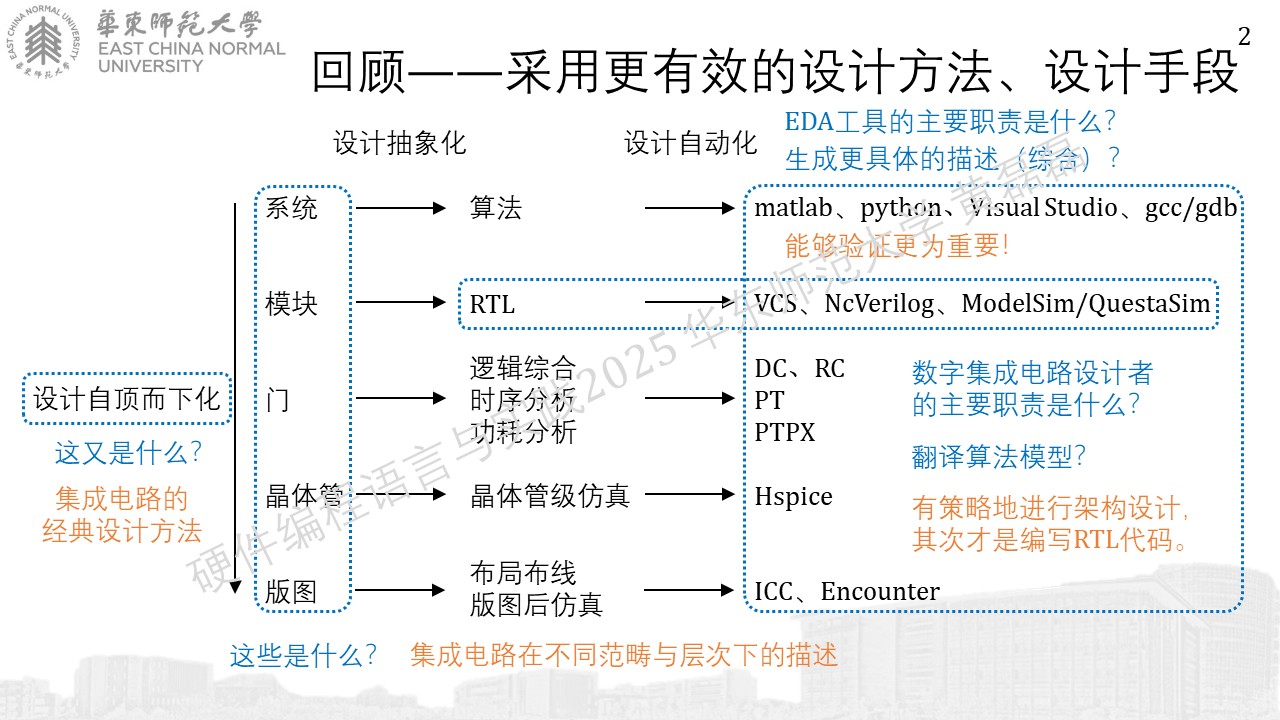 華東師範大學
EAST CHINA NORMAL
UNIVERSITY
EAST CHINA NORMAL UNIVERSITY
華東师范大学
2
回顾——采用更有效的设计方法、设计手段
设计抽象化
设计自动化
EDA工具的主要职责是什么?
生成更具体的描述（综合）?
系统
算法
matlab、python、Visual Studio、gcc/gdb
能够验证更为重要!
模块
RTL
VCS、NcVerilog、ModelSim/QuestaSim
设计自顶而下化
这又是什么?
集成电路的
经典设计方法
门
逻辑综合
时序分析
功耗分析
DC、RC
PT
PTPX
数字集成电路设计者
的主要职责是什么?
翻译算法模型?
有策略地进行架构设计,
其次才是编写RTL代码。
晶体管
晶体管级仿真
Hspice
版图
布局布线
版图后仿真
ICC、Encounter
这些是什么?
集成电路在不同范畴与层次下的描述
硬件编程语言与实践2025 华东师范大学 黄磊磊